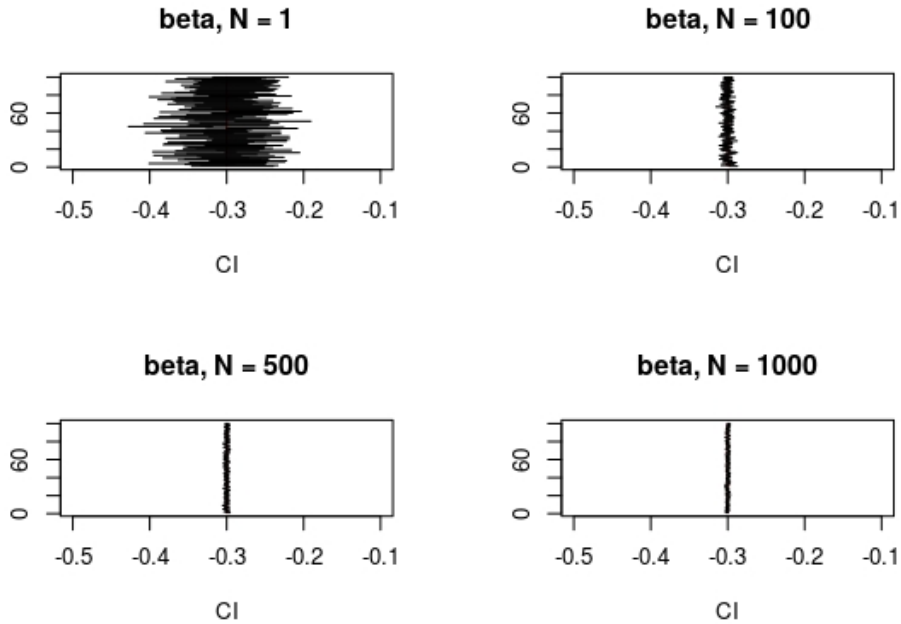 beta, N = 1
60
0
-0.5 -0.4 -0.3 -0.2 -0.1
CI
beta, N = 100
60
0
-0.5 -0.4 -0.3 -0.2 -0.1
CI
beta, N = 500
60
0
-0.5 -0.4 -0.3 -0.2 -0.1
CI
beta, N = 1000
60
0
-0.5 -0.4 -0.3 -0.2 -0.1
CI